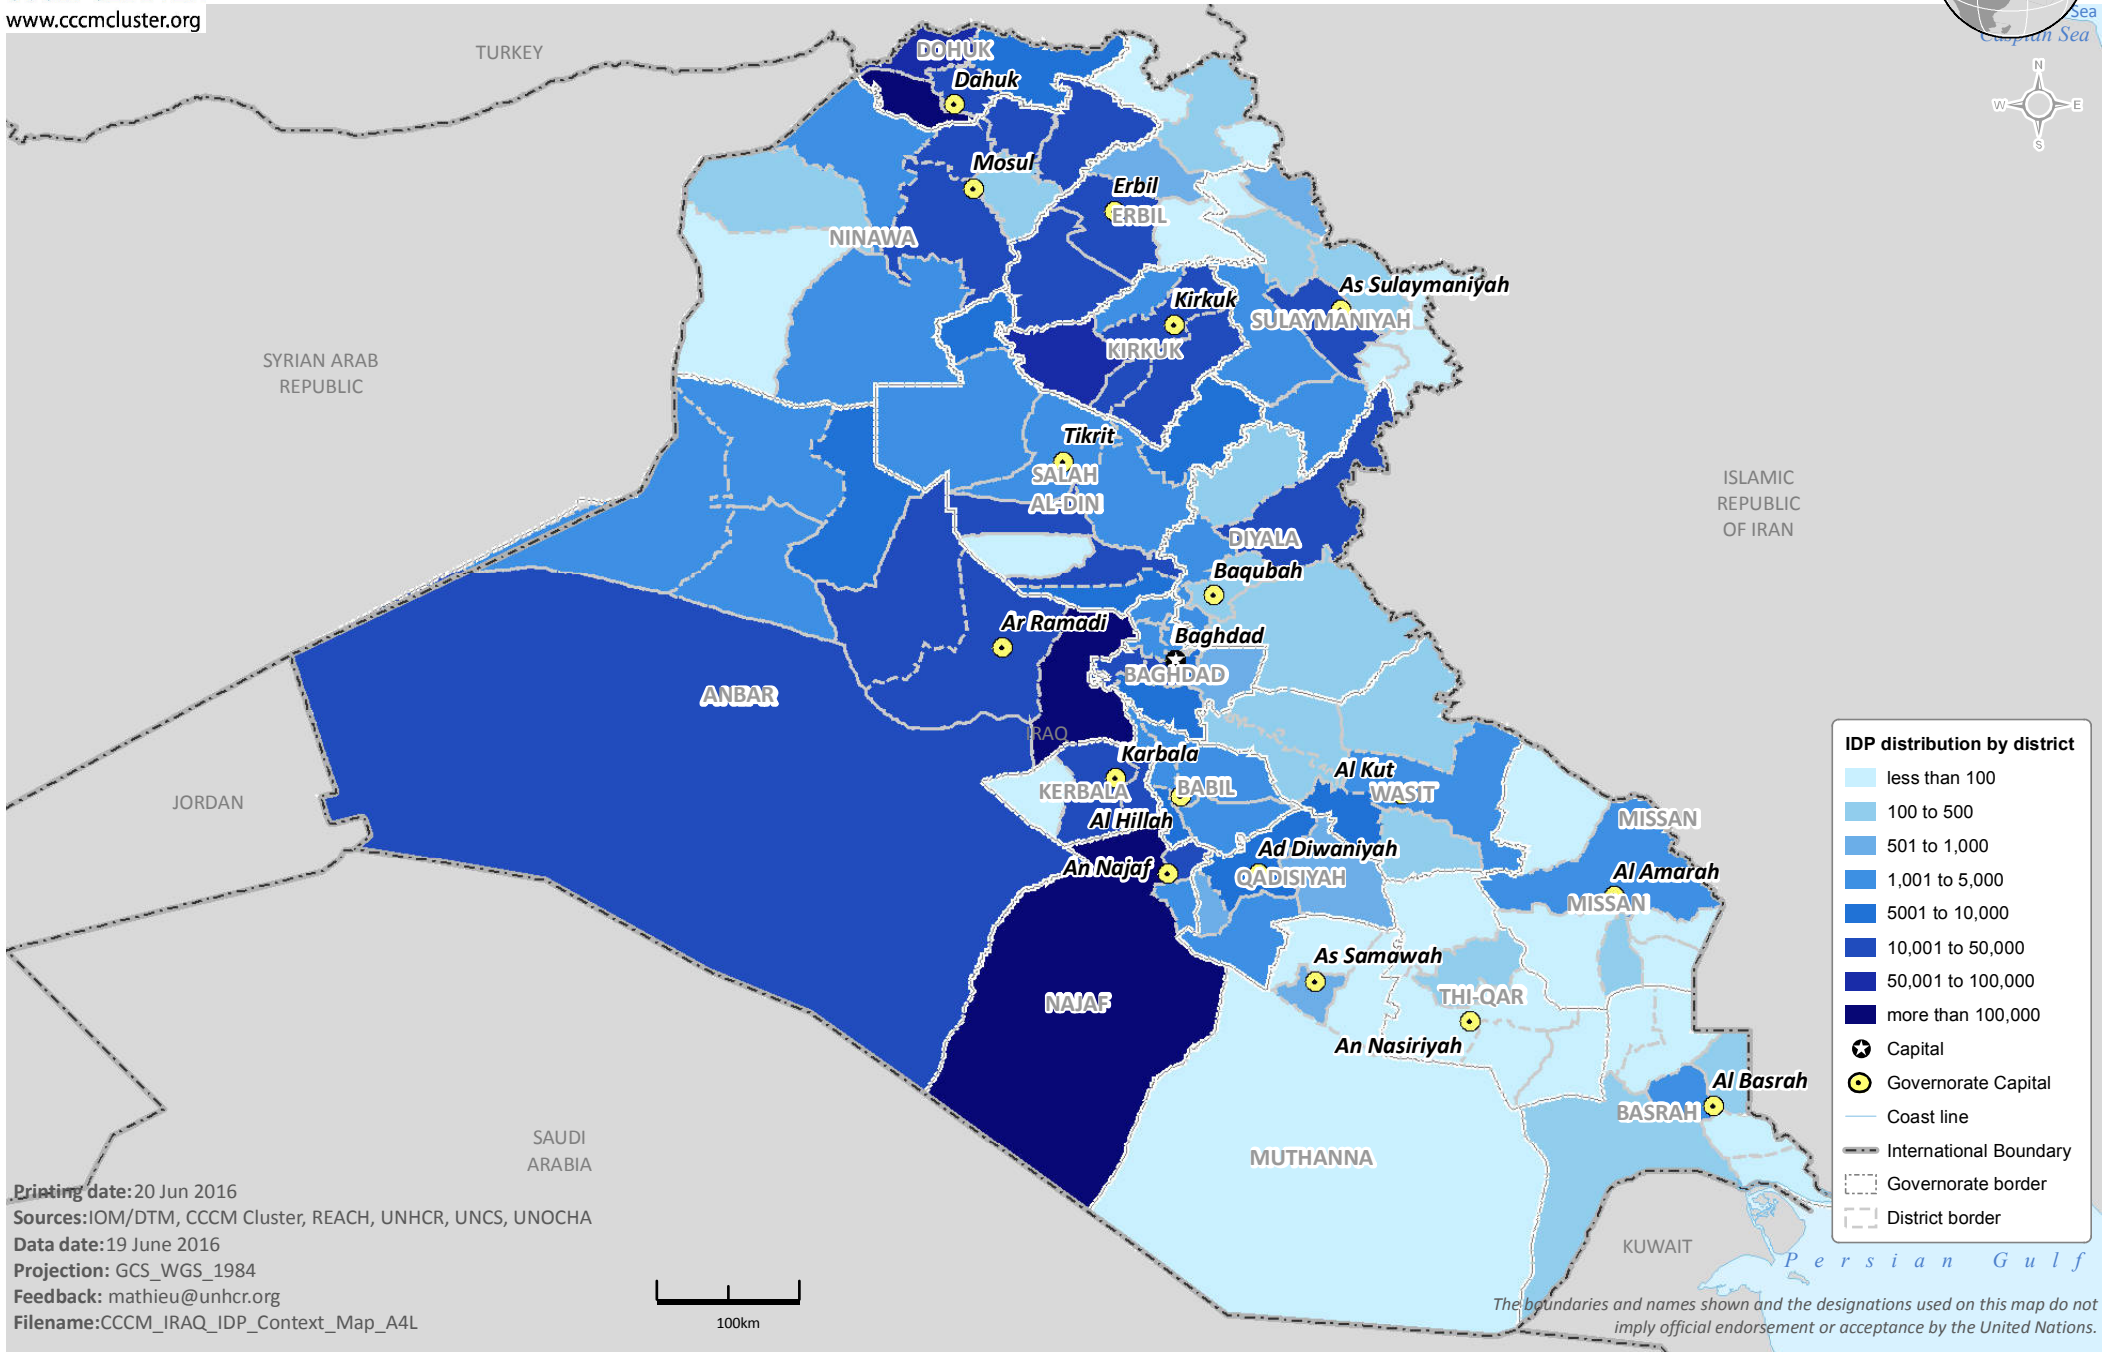 www.cccmcluster.org
Sea
Caspian Sea
TURKEY
N
W
E
S
DOHUK
Dahuk
Mosul
Erbil
ERBIL
NINAWA
As Sulaymaniyah
Kirkuk
SULAYMANIYAH
KIRKUK
SYRIAN ARAB
REPUBLIC
Tikrit
SALAH
AL-DIN
ISLAMIC
REPUBLIC
OF IRAN
DIYALA
Baqubah
Ar Ramadi
Baghdad
BAGHDAD
ANBAR
IRAQ
Karbala
KERBALA
BABIL
Al Kut
WASIT
Al Hillah
JORDAN
MISSAN
An Najaf
Ad Diwaniyah
QADISIYAH
Al Amarah
MISSAN
As Samawah
NAJAF
THI-QAR
An Nasiriyah
Al Basrah
BASRAH
MUTHANNA
SAUDI
ARABIA
KUWAIT
Persian Gulf
IDP distribution by district
less than 100
100 to 500
501 to 1,000
1,001 to 5,000
5001 to 10,000
10,001 to 50,000
50,001 to 100,000
more than 100,000
Capital
Governorate Capital
Coast line
International Boundary
Governorate border
District border
Printing date:20 Jun 2016
Sources:IOM/DTM, CCCM Cluster, REACH, UNHCR, UNCS, UNOCHA
Data date:19 June 2016
Projection: GCS_WGS_1984
Feedback: mathieu@unhcr.org
Filename:CCCM_IRAQ_IDP_Context_Map_A4L
100km
The boundaries and names shown and the designations used on this map do not
imply official endorsement or acceptance by the United Nations.